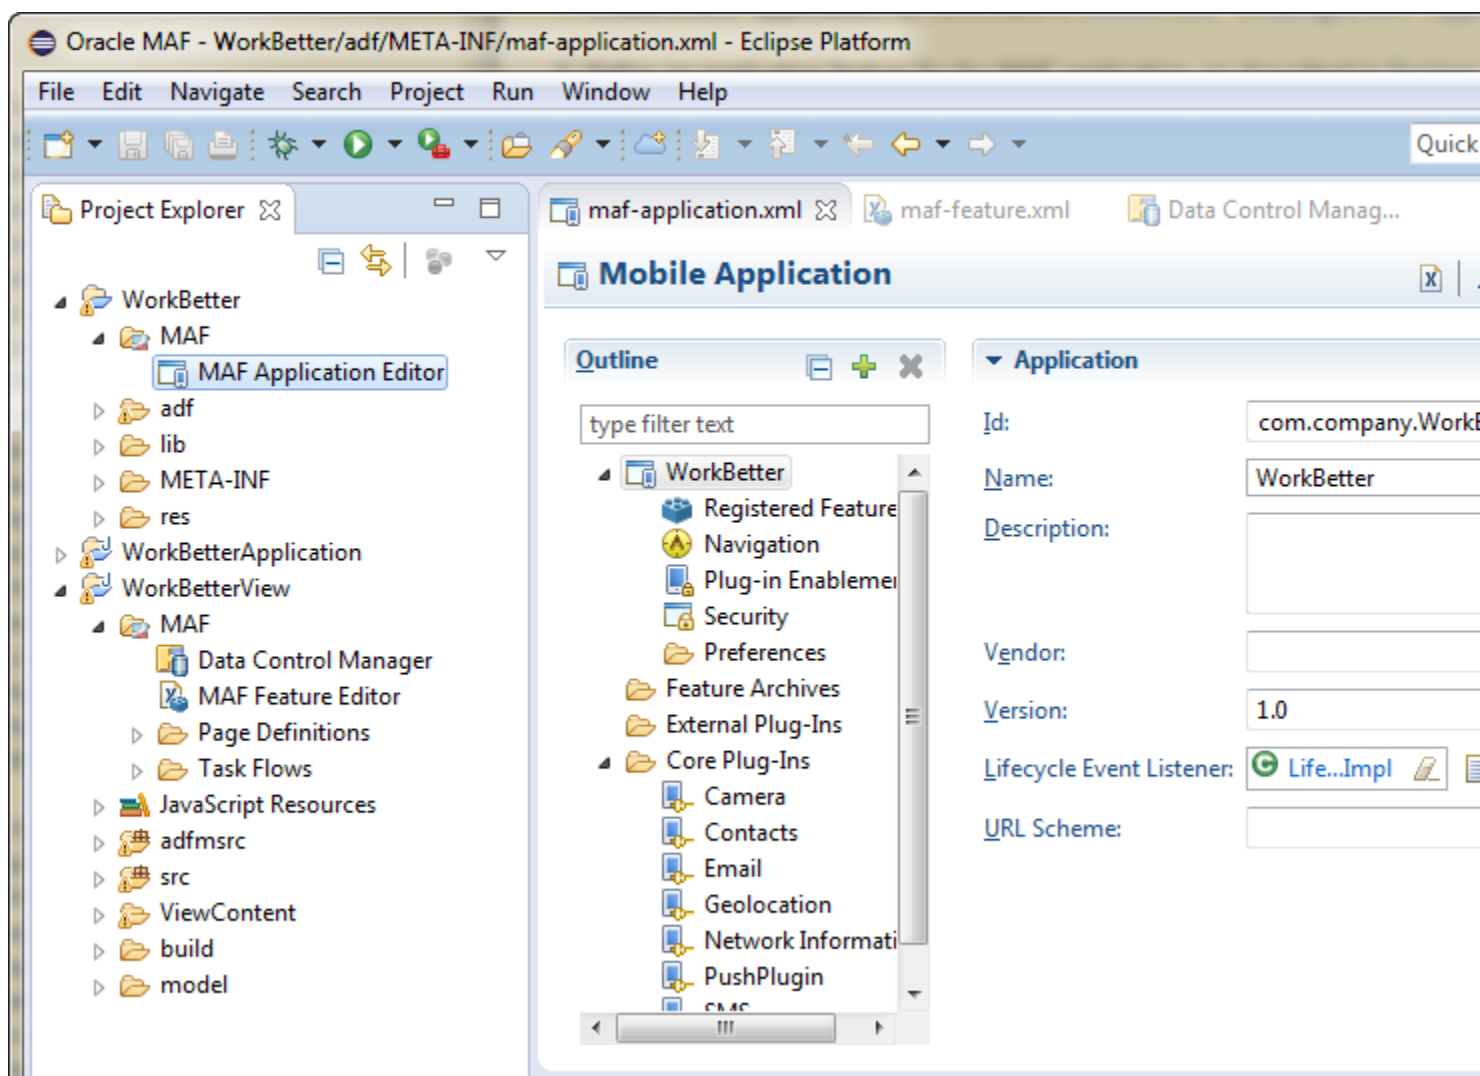 Oracle MAF - WorkBetter/adf/META-INF/maf-application.xml - Eclipse Platform
File Edit Navigate Search Project Run Window Help
Quick
Project Explorer
maf-application.xml maf-feature.xml Data Control Manag...
Mobile Application
WorkBetter
MAF
MAF Application Editor
adf
lib
META-INF
res
WorkBetterApplication
WorkBetterView
MAF
Data Control Manager
MAF Feature Editor
Page Definitions
Task Flows
JavaScript Resources
adfmsrc
src
ViewContent
build
model
Outline
type filter text
WorkBetter
Registered Feature
Navigation
Plug-in Enablemen
Security
Preferences
Feature Archives
External Plug-Ins
Core Plug-Ins
Camera
Contacts
Email
Geolocation
Network Informati
PushPlugin
SMS
Application
Id: com.company.WorkB
Name: WorkBetter
Description:
Vendor:
Version: 1.0
Lifecycle Event Listener: Life...Impl
URL Scheme: